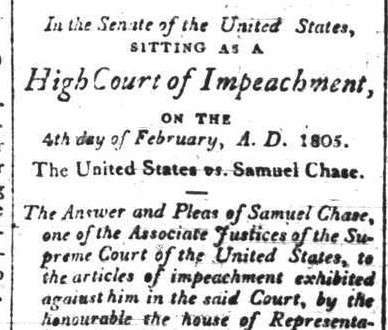 In the Senate of the United States,
SITTING AS A
High Court of Impeachment,
ON THE
4th day of February, A. D. 1805.
The United States vs. Samuel Chase.
The Answer and Pleas of Samuel Chase,
one of the Associate Justices of the Su-
preme Court of the United States, to
the articles of impeachment exhibited
against him in the said Court, by the
honourable the house of Representa-